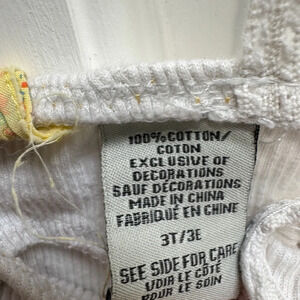 100% COTTON/
COTON
EXCLUSIVE OF
DECORATIONS
SAUF DÉCORATIONS
MADE IN CHINA
FABRIQUÉ EN CHINE
3T/3E
SEE SIDE FOR CARE
VOIR LE CÔTÉ
POUR LE SOIN